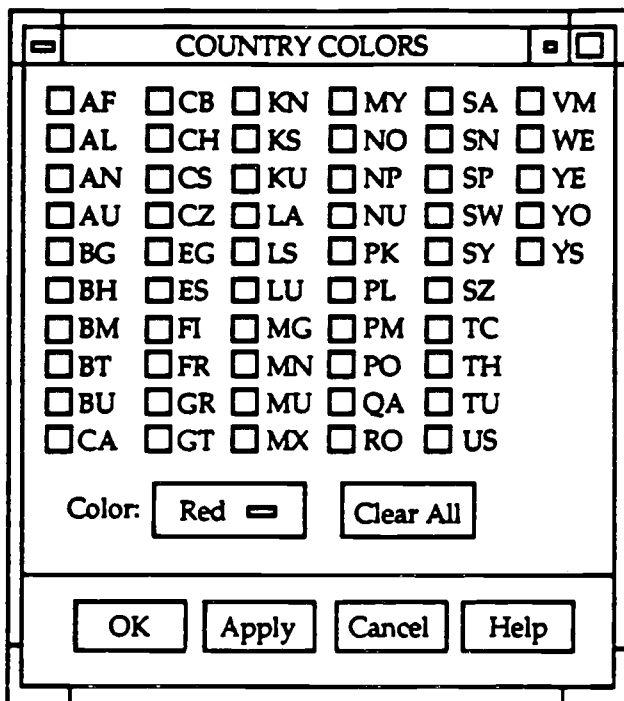 COUNTRY COLORS
AF CB KN MY SA VM
AL CH KS NO SN WE
AN CS KU NP SP YE
AU CZ LA NU SW YO
BG EG LS PK SY YS
BH ES LU PL SZ
BM FI MG PM TC
BT FR MN PO TH
BU GR MU QA TU
CA GT MX RO US
Color: Red Clear All
OK Apply Cancel Help